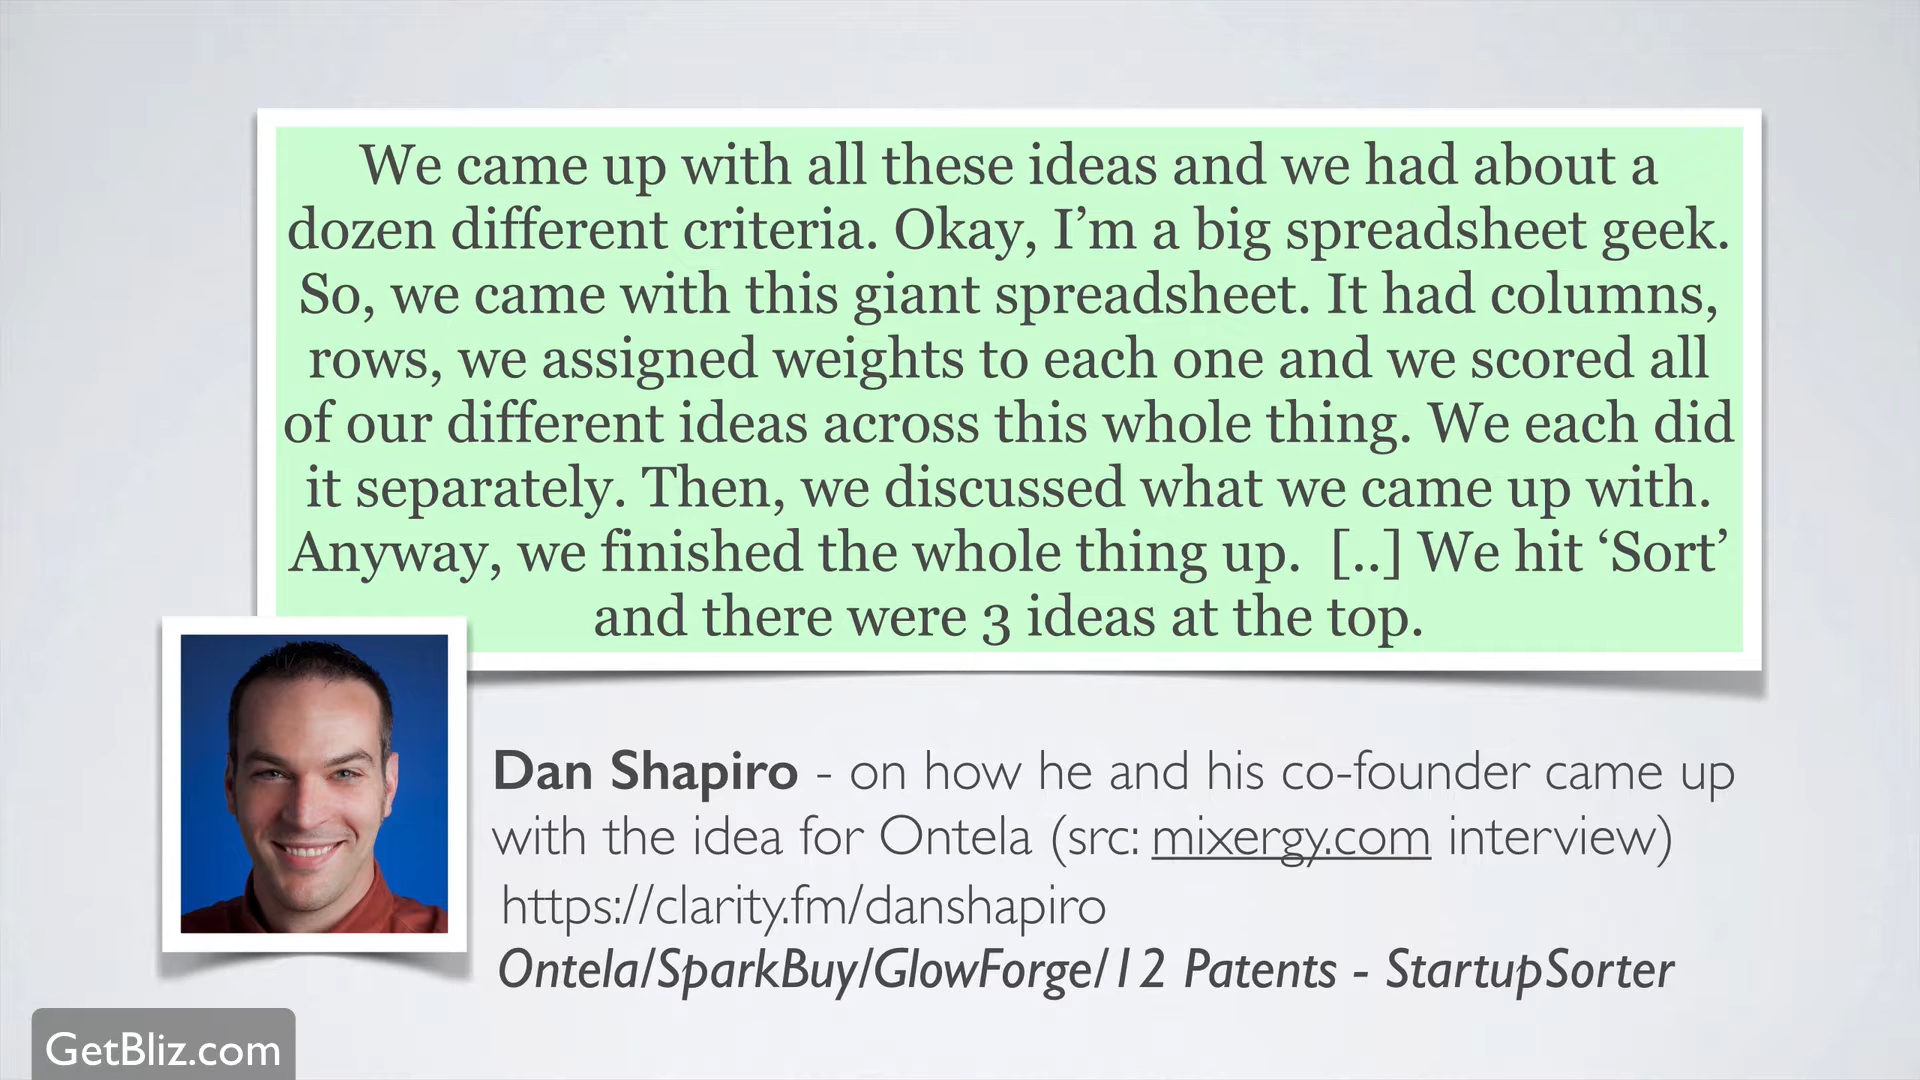 We came up with all these ideas and we had about a
dozen different criteria. Okay, I’m a big spreadsheet geek.
So, we came with this giant spreadsheet. It had columns,
rows, we assigned weights to each one and we scored all
of our different ideas across this whole thing. We each did
it separately. Then, we discussed what we came up with.
Anyway, we finished the whole thing up.  [..] We hit ‘Sort’
and there were 3 ideas at the top.
Dan Shapiro - on how he and his co-founder came up
with the idea for Ontela (src: mixergy.com interview)
https://clarity.fm/danshapiro
Ontela/SparkBuy/GlowForge/12 Patents - StartupSorter
GetBliz.com